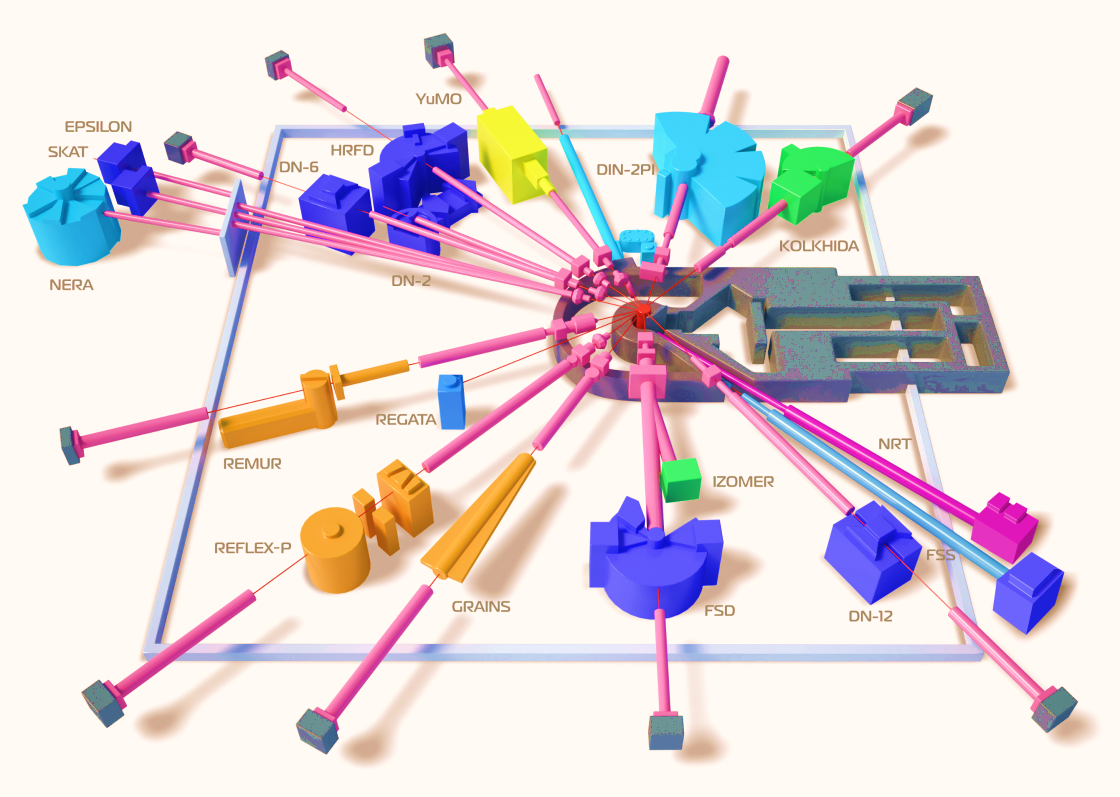 YuMO
EPSILON
SKAT
HRFD
DN-6
DIN-2PI
KOLKHIDA
NERA
DN-2
REGATA
REMUR
NRT
IZOMER
REFLEX-P
FSS
GRAINS
FSD
DN-12